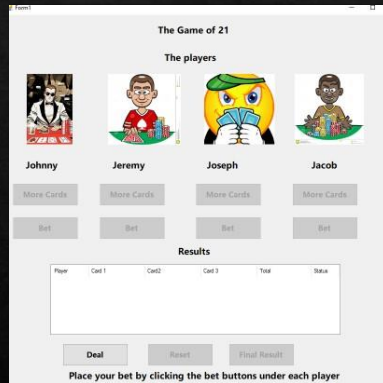 Form1
The Game of 21
The players
Johnny Jeremy Joseph Jacob
More Cards More Cards More Cards More Cards
Bet Bet Bet Bet
Results
Player Card 1 Card2 Card 3 Total Status
Deal Reset Final Result
Place your bet by clicking the bet buttons under each player